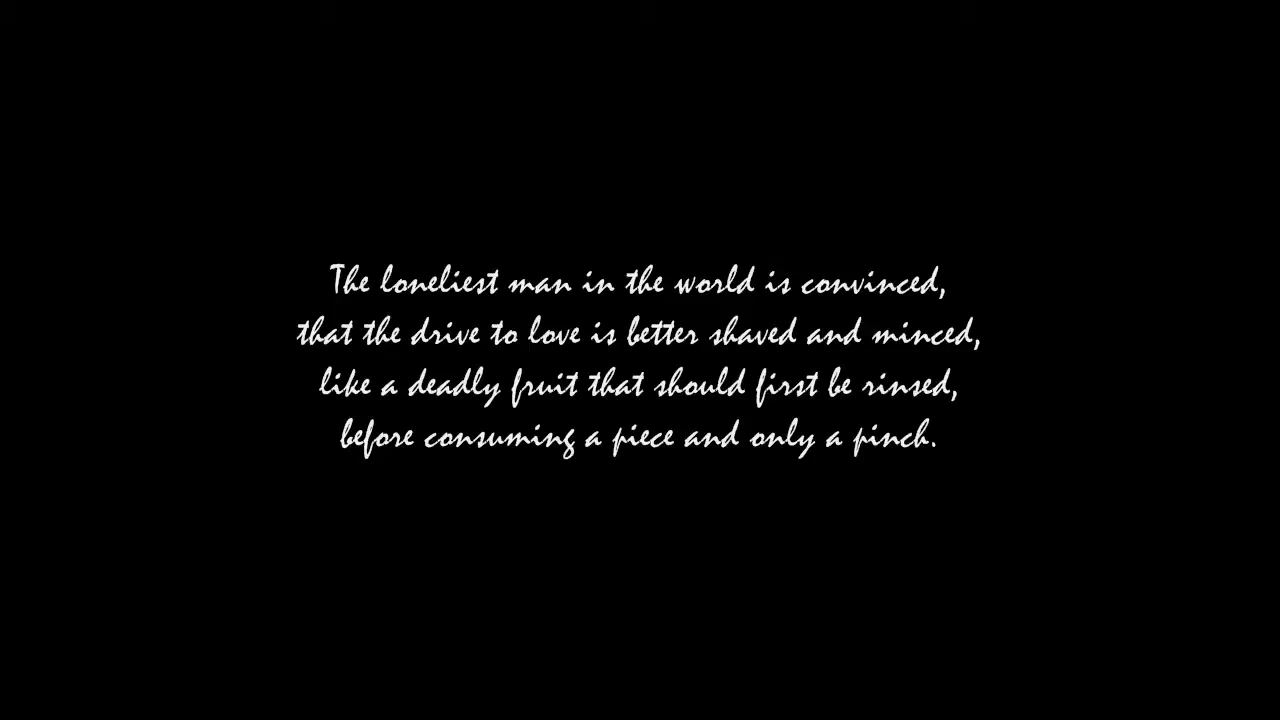 The loneliest man in the world is convinced,
that the drive to love is better shaved and minced,
like a deadly fruit that should first be rinsed,
before consuming a piece and only a pinch.